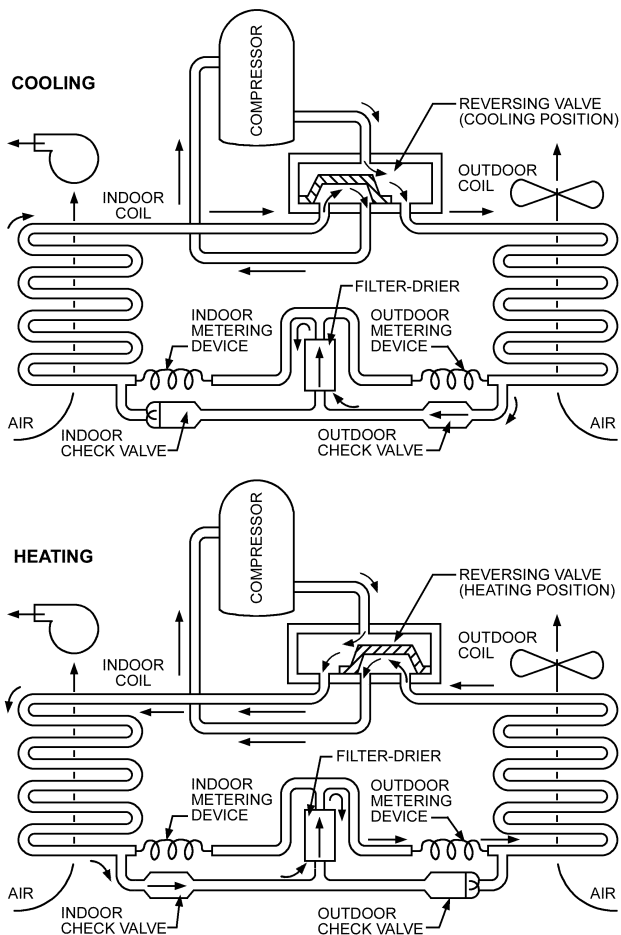 COMPRESSOR
COOLING
REVERSING VALVE
(COOLING POSITION)
INDOOR
COIL
OUTDOOR
COIL
FILTER-DRIER
INDOOR
METERING
DEVICE
OUTDOOR
METERING
DEVICE
AIR
INDOOR
CHECK VALVE
OUTDOOR
CHECK VALVE
AIR
COMPRESSOR
HEATING
REVERSING VALVE
(HEATING POSITION)
INDOOR
COIL
OUTDOOR
COIL
FILTER-DRIER
INDOOR
METERING
DEVICE
OUTDOOR
METERING
DEVICE
AIR
INDOOR
CHECK VALVE
OUTDOOR
CHECK VALVE
AIR